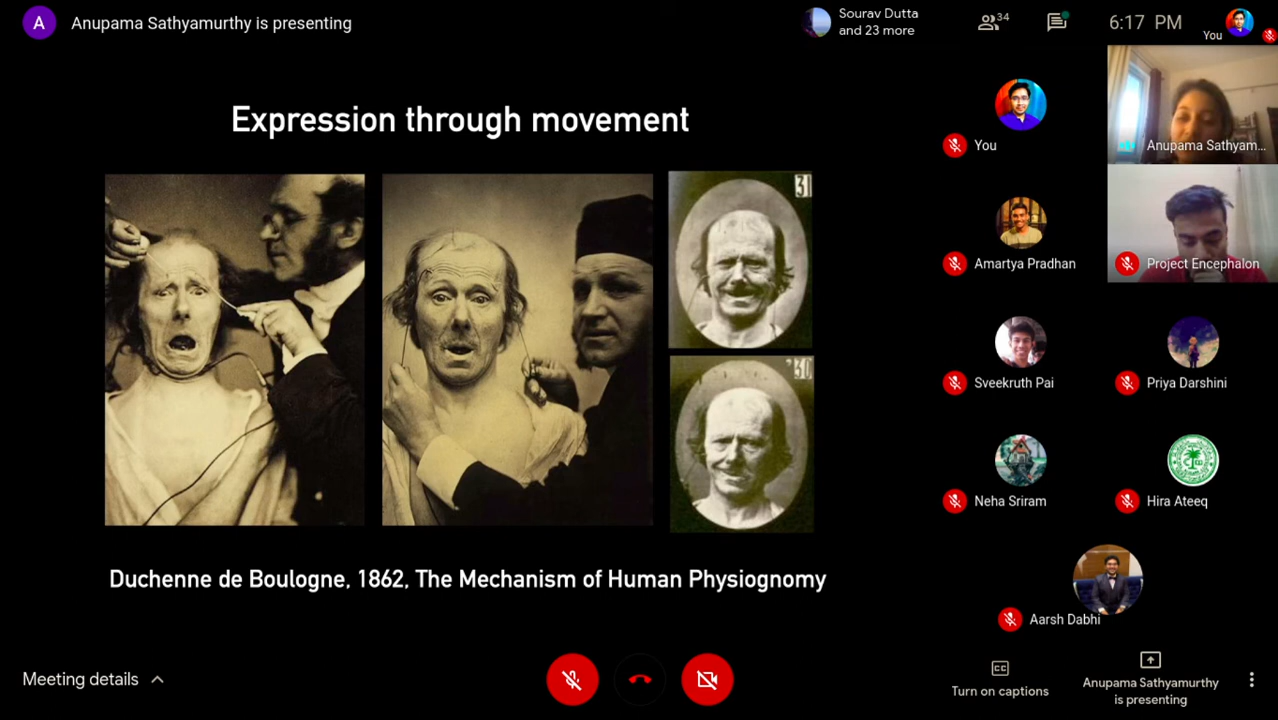 A
Anupama Sathyamurthy is presenting
Sourav Dutta
and 23 more
34
6:17 PM
You
Expression through movement
31
30
Duchenne de Boulogne, 1862, The Mechanism of Human Physiognomy
You
Anupama Sathyam...
Amartya Pradhan
Project Encephalon
Sveekruth Pai
Priya Darshini
Neha Sriram
Hira Ateeq
Aarsh Dabhi
Meeting details
CC
Turn on captions
Anupama Sathyamurthy
is presenting